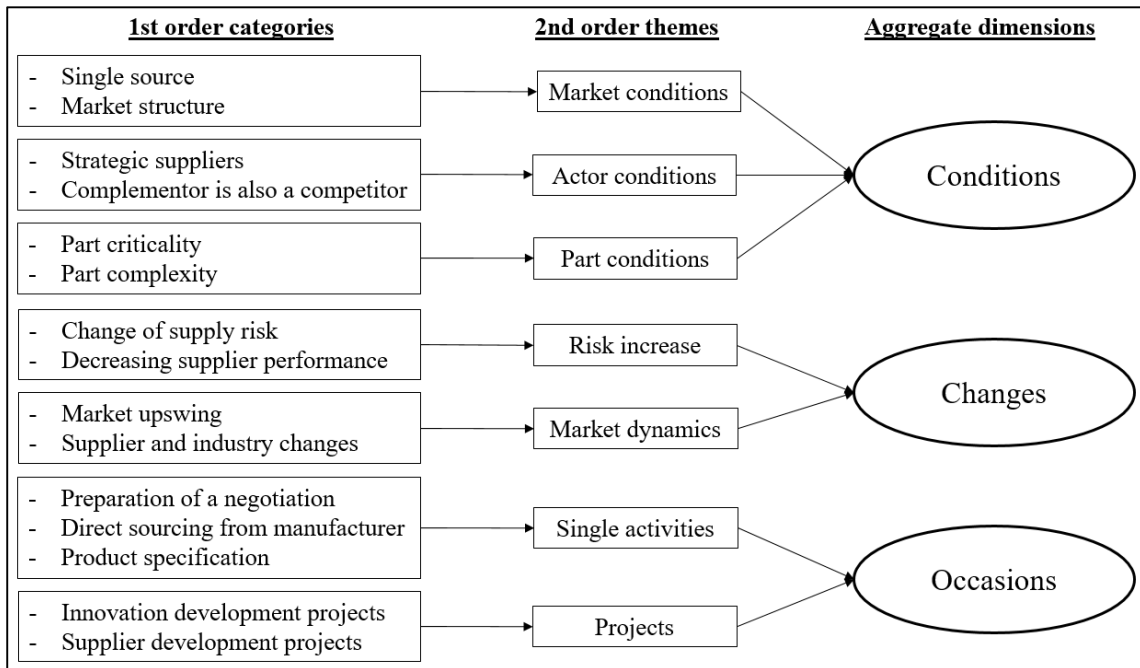 1st order categories
2nd order themes
Aggregate dimensions
- Single source
- Market structure
Market conditions
- Strategic suppliers
- Complementor is also a competitor
Actor conditions
Conditions
- Part criticality
- Part complexity
Part conditions
- Change of supply risk
- Decreasing supplier performance
Risk increase
Changes
- Market upswing
- Supplier and industry changes
Market dynamics
- Preparation of a negotiation
- Direct sourcing from manufacturer
- Product specification
Single activities
Occasions
- Innovation development projects
- Supplier development projects
Projects